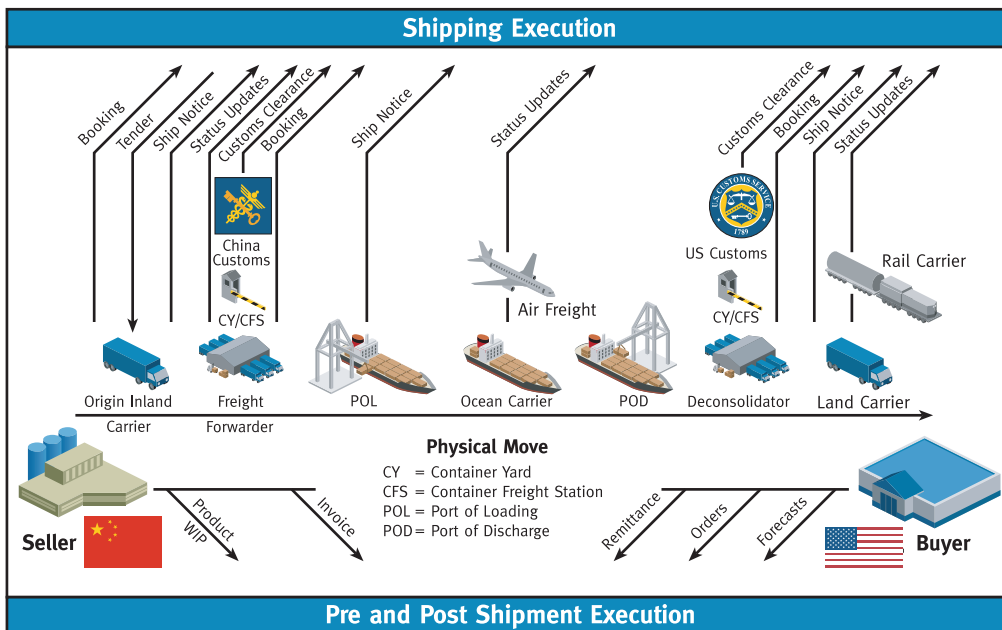 Shipping Execution
Booking
Tender
Ship Notice
Status Updates
Customs Clearance
Booking
Ship Notice
Status Updates
Customs Clearance
Booking
Ship Notice
Status Updates
China
Customs
U.S. CUSTOMS SERVICE
1789
US Customs
Rail Carrier
Air Freight
CY/CFS
CY/CFS
Origin Inland
Carrier
Freight
Forwarder
POL
Ocean Carrier
POD
Deconsolidator
Land Carrier
Physical Move
CY = Container Yard
CFS = Container Freight Station
POL = Port of Loading
POD = Port of Discharge
Seller
Product
WIP
Invoice
Remittance
Orders
Forecasts
Buyer
Pre and Post Shipment Execution